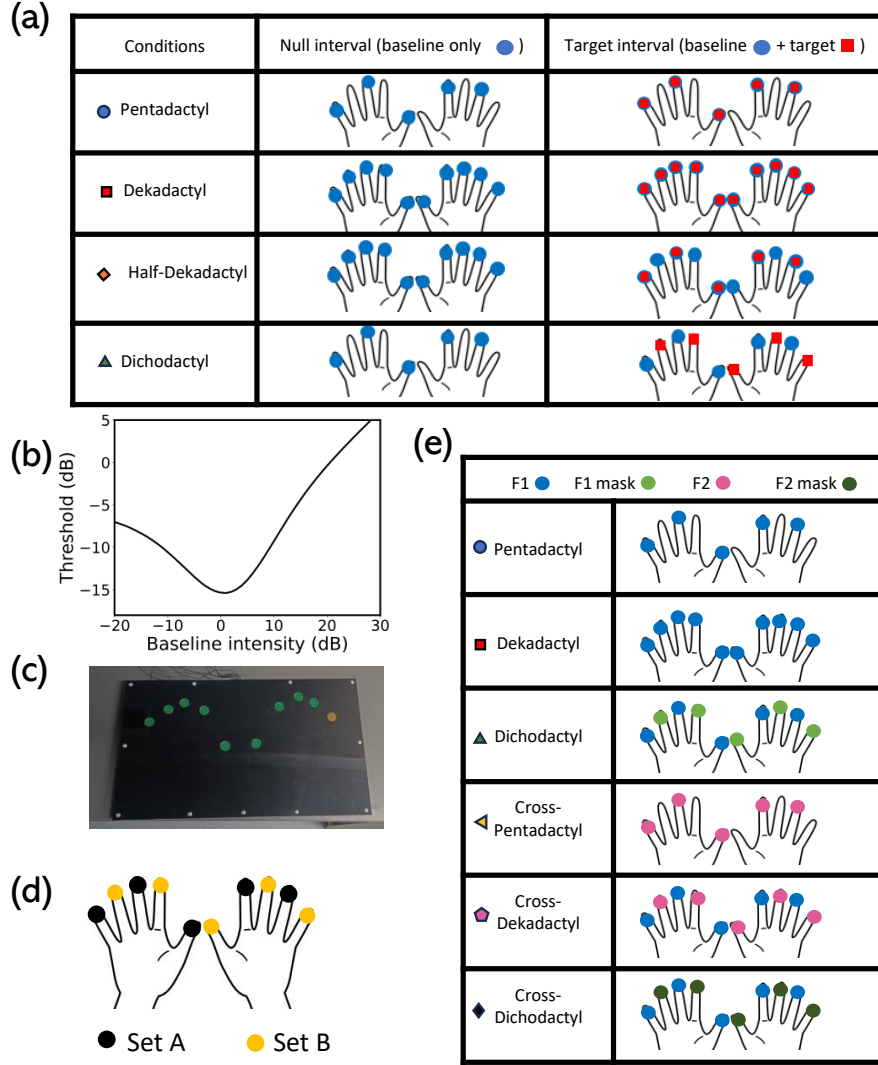 (a)
Conditions
Null interval (baseline only )
Target interval (baseline + target )
Pentadactyl
Dekadactyl
Half-Dekadactyl
Dichodactyl
(b)
5
0
−5
−10
−15
Threshold (dB)
−20
−10
0
10
20
30
Baseline intensity (dB)
(c)
(d)
Set A
Set B
(e)
F1
F1 mask
F2
F2 mask
Pentadactyl
Dekadactyl
Dichodactyl
Cross-
Pentadactyl
Cross-
Dekadactyl
Cross-
Dichodactyl